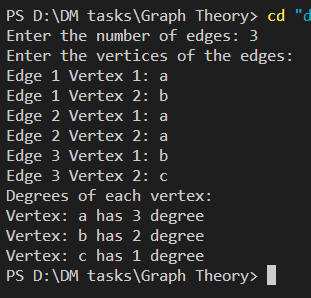 PS D:\DM tasks\Graph Theory> cd "d
Enter the number of edges: 3
Enter the vertices of the edges:
Edge 1 Vertex 1: a
Edge 1 Vertex 2: b
Edge 2 Vertex 1: a
Edge 2 Vertex 2: a
Edge 3 Vertex 1: b
Edge 3 Vertex 2: c
Degrees of each vertex:
Vertex: a has 3 degree
Vertex: b has 2 degree
Vertex: c has 1 degree
PS D:\DM tasks\Graph Theory>